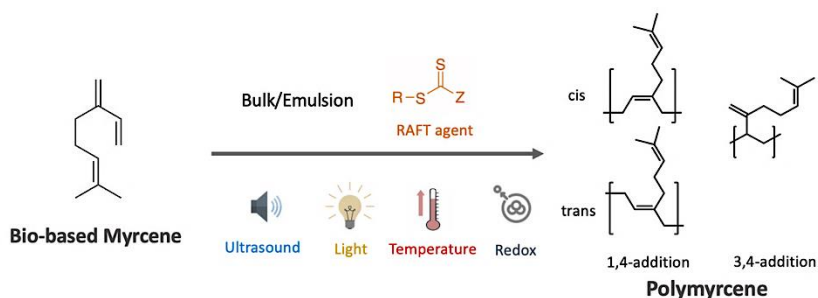 Bio-based Myrcene
Bulk/Emulsion
S
R-S Z
RAFT agent
Ultrasound
Light
Temperature
Redox
cis
trans
1,4-addition
3,4-addition
Polymyrcene